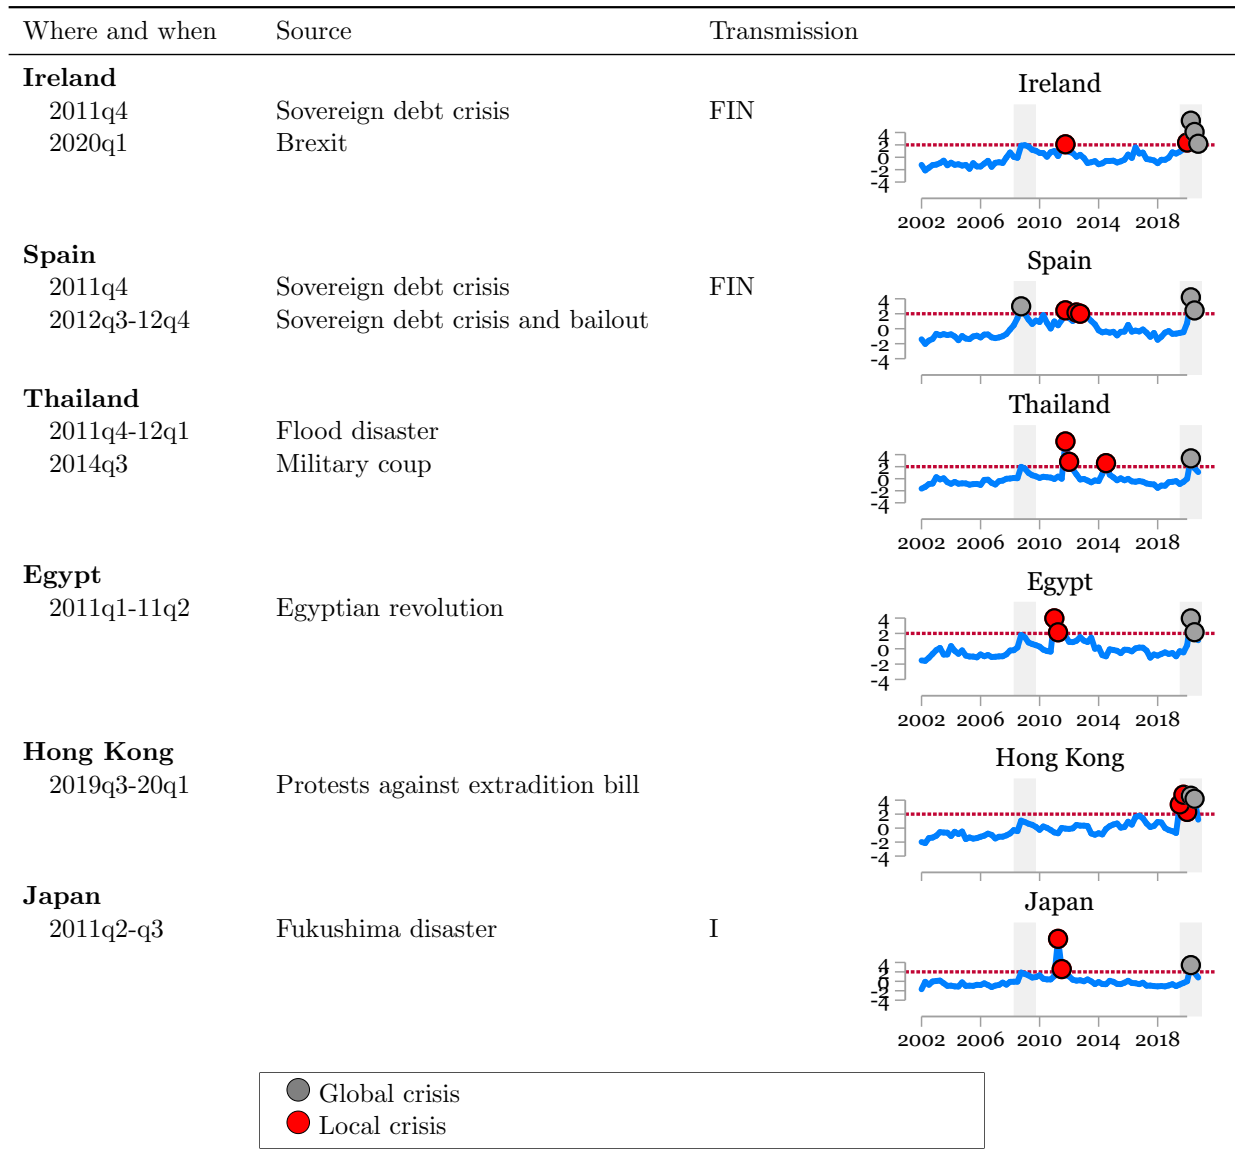 Where and when Source Transmission
Ireland
2011q4 Sovereign debt crisis FIN
2020q1 Brexit
Ireland
4
2
0
-2
-4
2002 2006 2010 2014 2018
Spain
2011q4 Sovereign debt crisis FIN
2012q3-12q4 Sovereign debt crisis and bailout
Spain
4
2
0
-2
-4
Thailand
2011q4-12q1 Flood disaster
2014q3 Military coup
Thailand
4
2
0
-2
-4
2002 2006 2010 2014 2018
Egypt
2011q1-11q2 Egyptian revolution
Egypt
4
2
0
-2
-4
2002 2006 2010 2014 2018
Hong Kong
2019q3-20q1 Protests against extradition bill
Hong Kong
4
2
0
-2
-4
Japan
2011q2-q3 Fukushima disaster I
Japan
4
2
0
-2
-4
2002 2006 2010 2014 2018
Global crisis
Local crisis